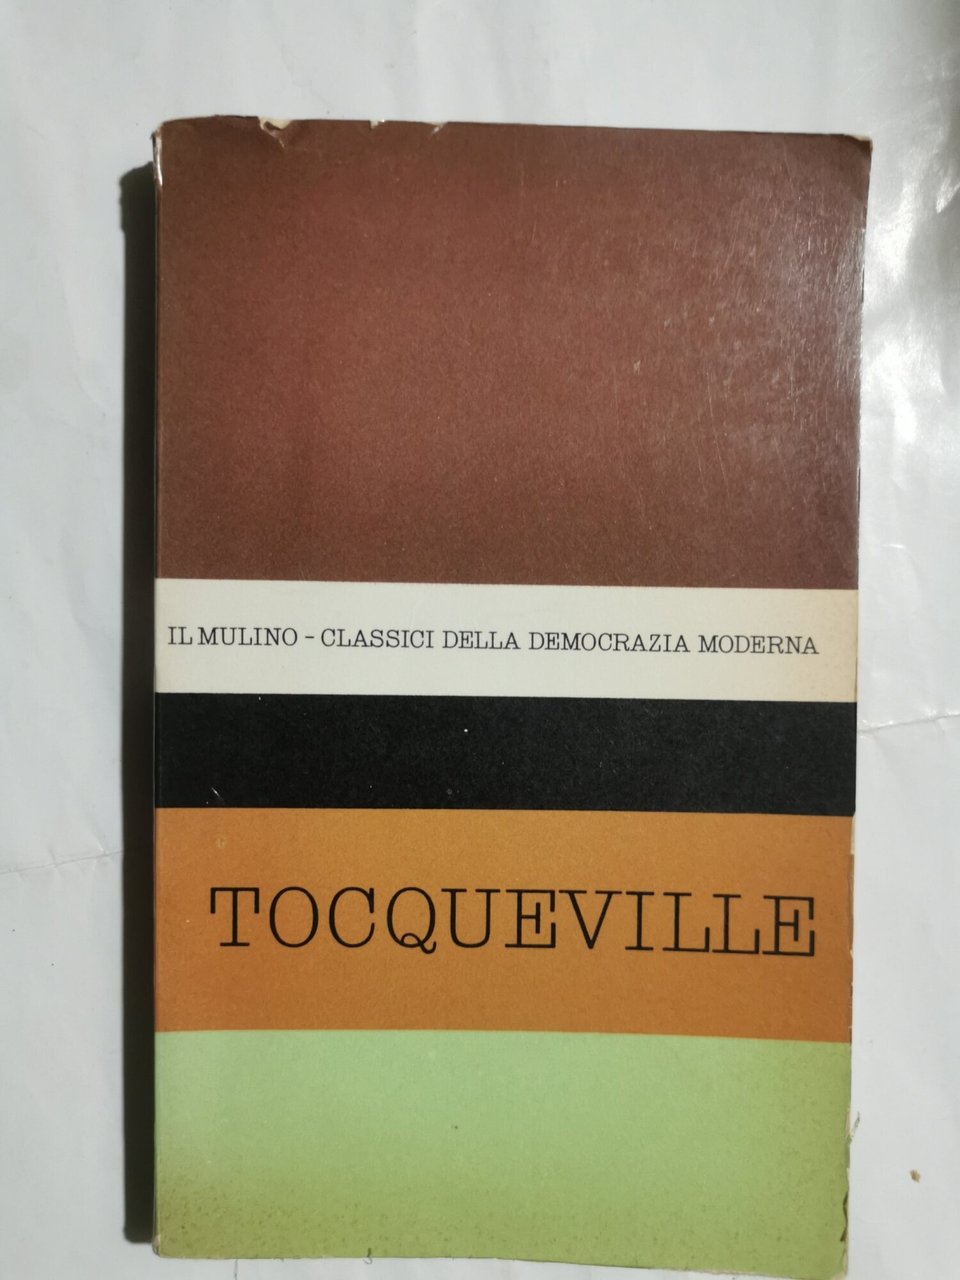 IL MULINO - CLASSICI DELLA DEMOCRAZIA MODERNA
TOCQUEVILLE